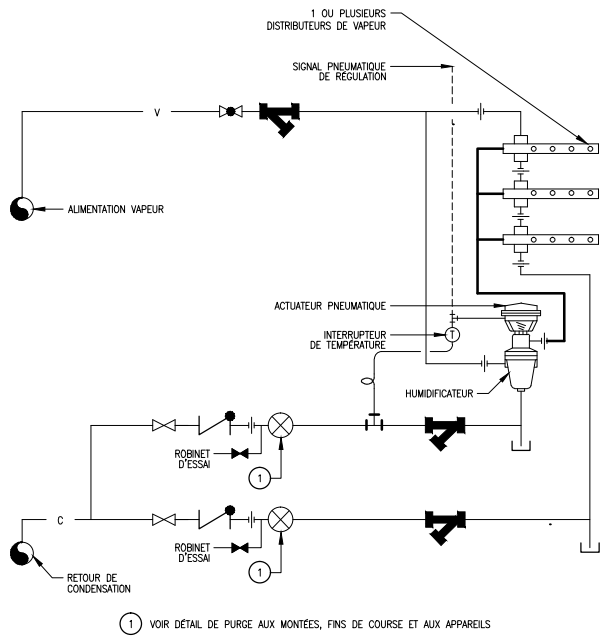 1 OU PLUSIEURS
DISTRIBUTEURS DE VAPEUR
SIGNAL PNEUMATIQUE
DE RÉGULATION
V
ALIMENTATION VAPEUR
ACTUATEUR PNEUMATIQUE
INTERRUPTEUR
DE TEMPÉRATURE
T
HUMIDIFICATEUR
ROBINET
D'ESSAI
1
C
ROBINET
D'ESSAI
1
RETOUR DE
CONDENSATION
1 VOIR DÉTAIL DE PURGE AUX MONTÉES, FINS DE COURSE ET AUX APPAREILS